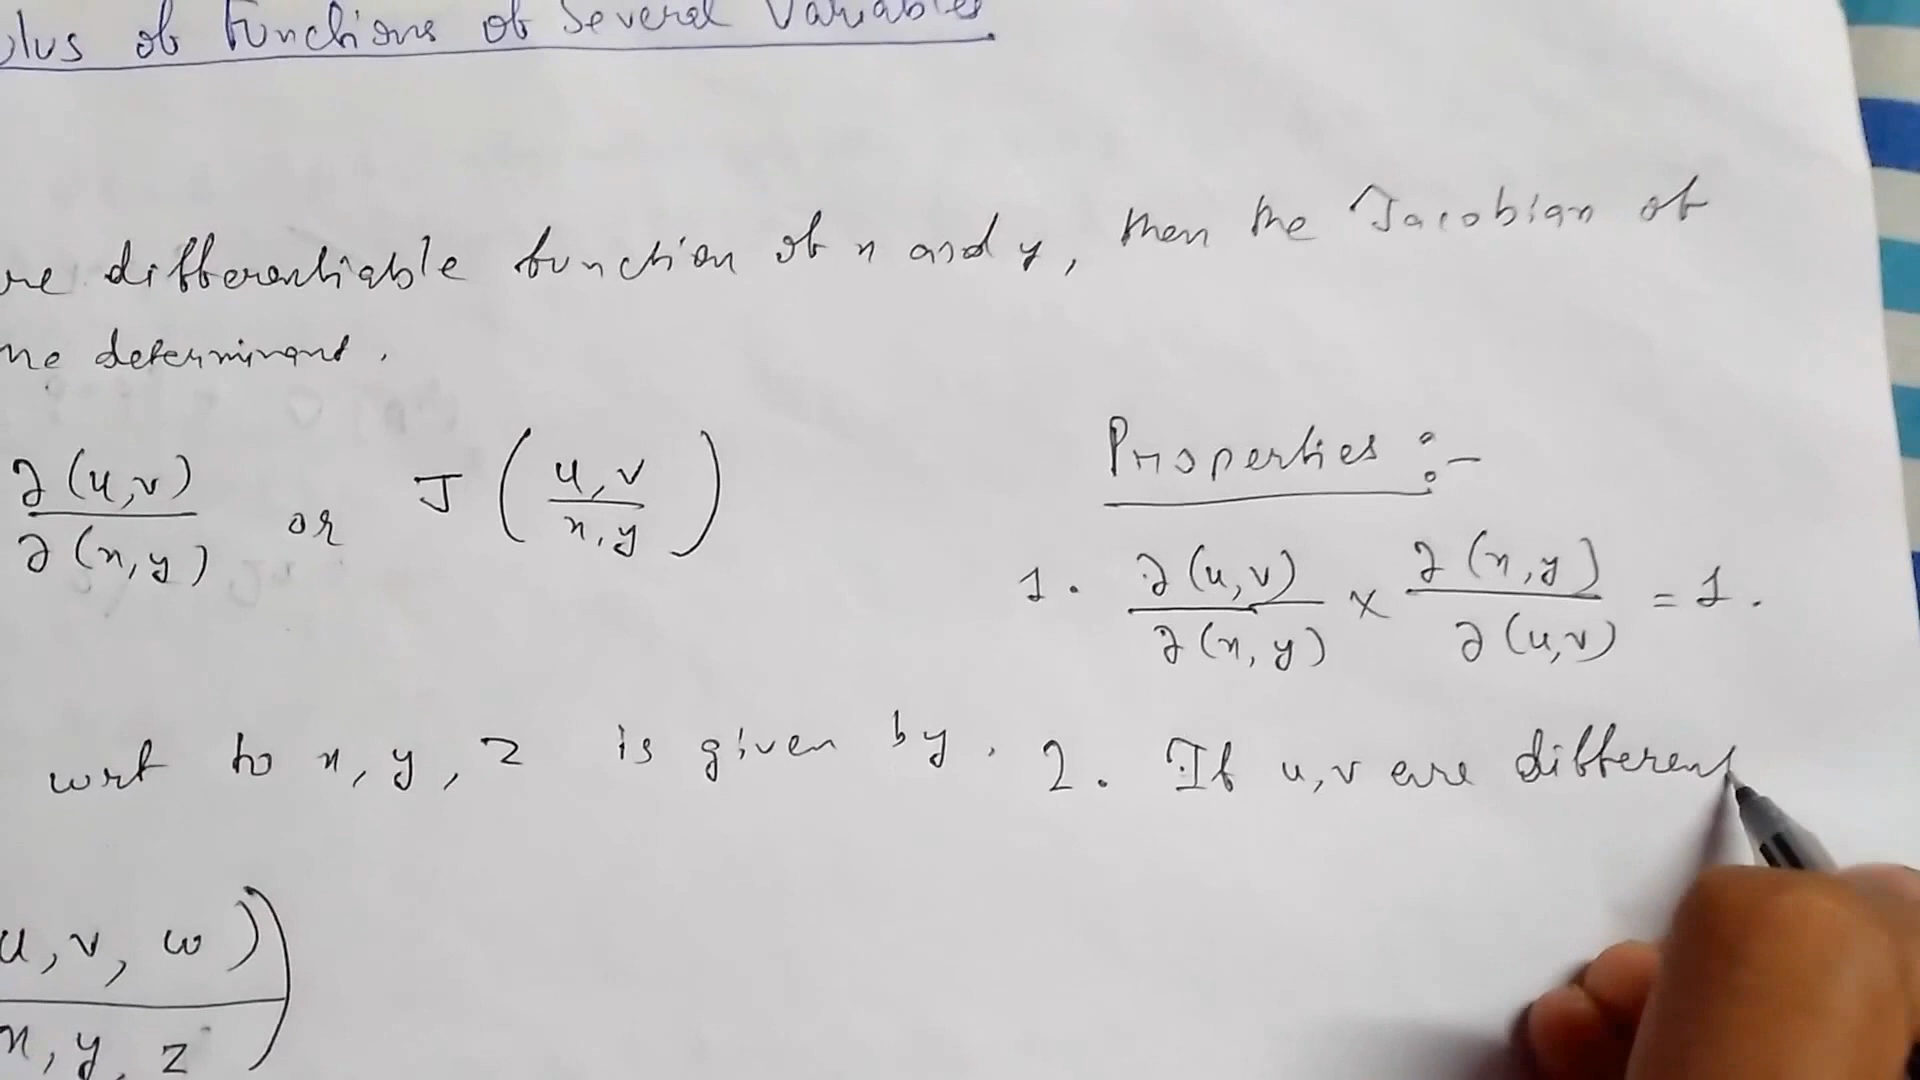 lus of Functions of Several Variables.
re differentiable function of x and y, then the Jacobian of
he determinant.
∂(u,v)/∂(x,y) or J(u,v/x,y)
Properties :-
1. ∂(u,v)/∂(x,y) × ∂(x,y)/∂(u,v) = 1.
wrt to x, y, z is given by.
2. If u,v are different
u, v, w)
x, y, z